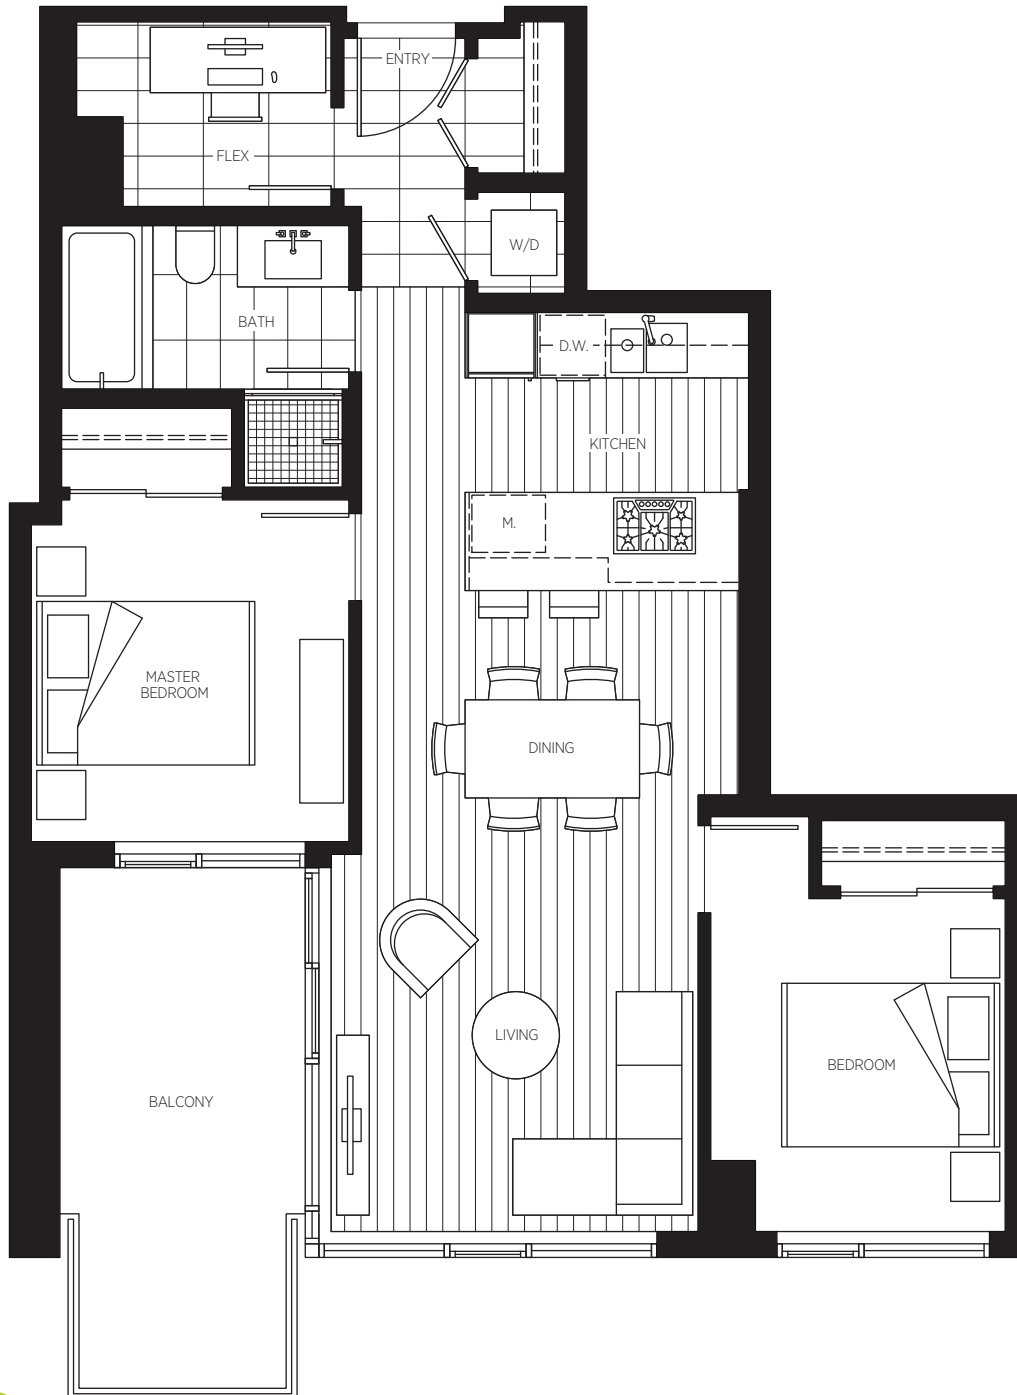 ENTRY
FLEX
W/D
BATH
D.W.
KITCHEN
M.
MASTER
BEDROOM
DINING
LIVING
BEDROOM
BALCONY